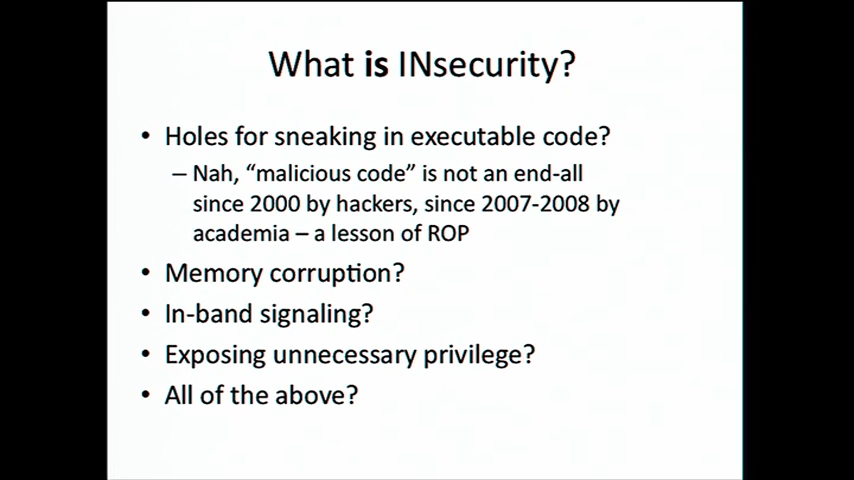 What is INsecurity?
• Holes for sneaking in executable code?
– Nah, “malicious code” is not an end-all
since 2000 by hackers, since 2007-2008 by
academia – a lesson of ROP
• Memory corruption?
• In-band signaling?
• Exposing unnecessary privilege?
• All of the above?